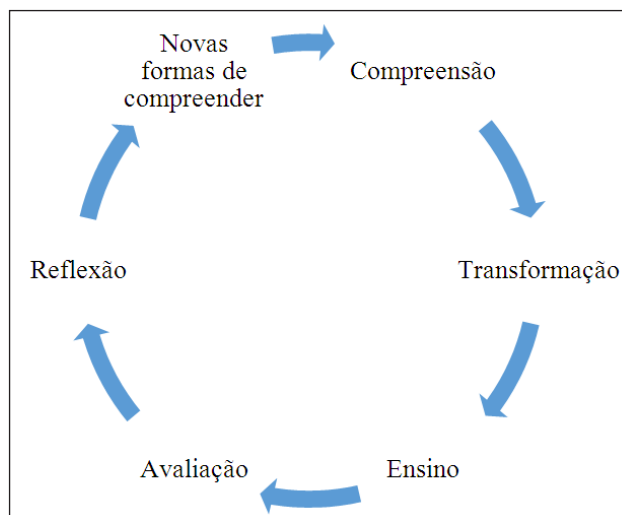 Novas
formas de
compreender
Compreensão
Transformação
Ensino
Avaliação
Reflexão